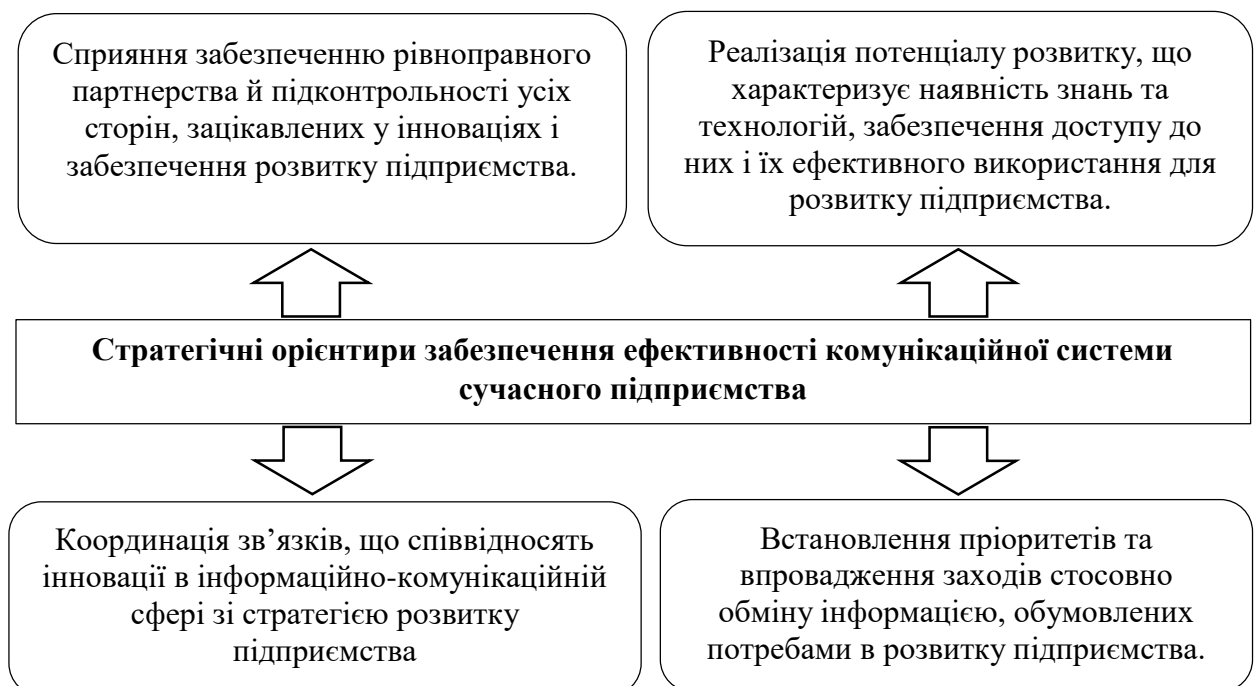 Сприяння забезпеченню рівноправного
партнерства й підконтрольності усіх
сторін, зацікавлених у інноваціях і
забезпечення розвитку підприємства.
Реалізація потенціалу розвитку, що
характеризує наявність знань та
технологій, забезпечення доступу до
них і їх ефективного використання для
розвитку підприємства.
Стратегічні орієнтири забезпечення ефективності комунікаційної системи
сучасного підприємства
Координація зв’язків, що співвідносять
інновації в інформаційно-комунікаційній
сфері зі стратегією розвитку
підприємства
Встановлення пріоритетів та
впровадження заходів стосовно
обміну інформацією, обумовлених
потребами в розвитку підприємства.